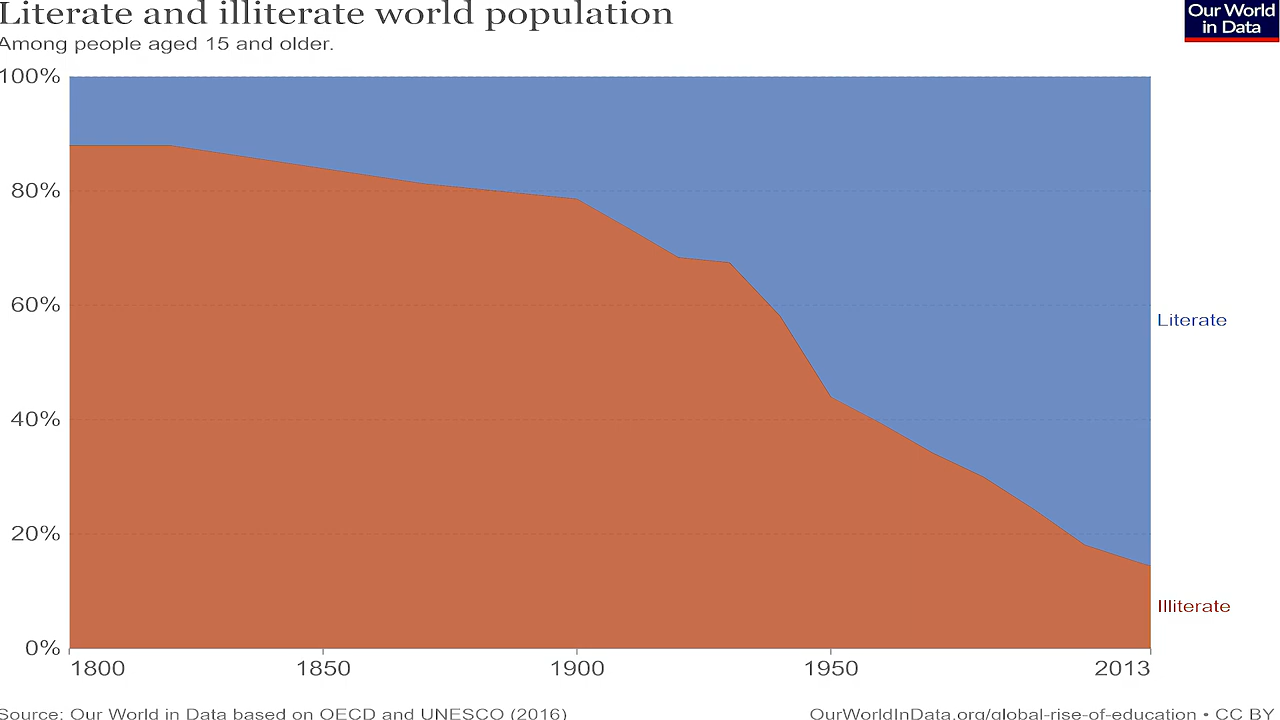 Literate and illiterate world population
Among people aged 15 and older.
Our World
in Data
100%
80%
60%
40%
20%
0%
Literate
Illiterate
1800 1850 1900 1950 2013
Source: Our World in Data based on OECD and UNESCO (2016)
OurWorldInData.org/global-rise-of-education • CC BY